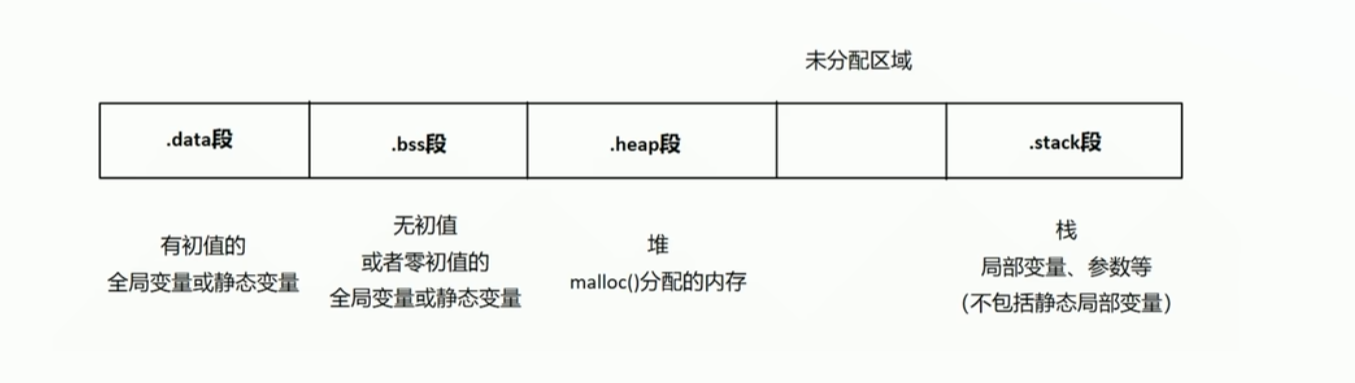 未分配区域
.data段
.bss段
.heap段
.stack段
有初值的
全局变量或静态变量
无初值
或者零初值的
全局变量或静态变量
堆
malloc()分配的内存
栈
局部变量、参数等
(不包括静态局部变量)